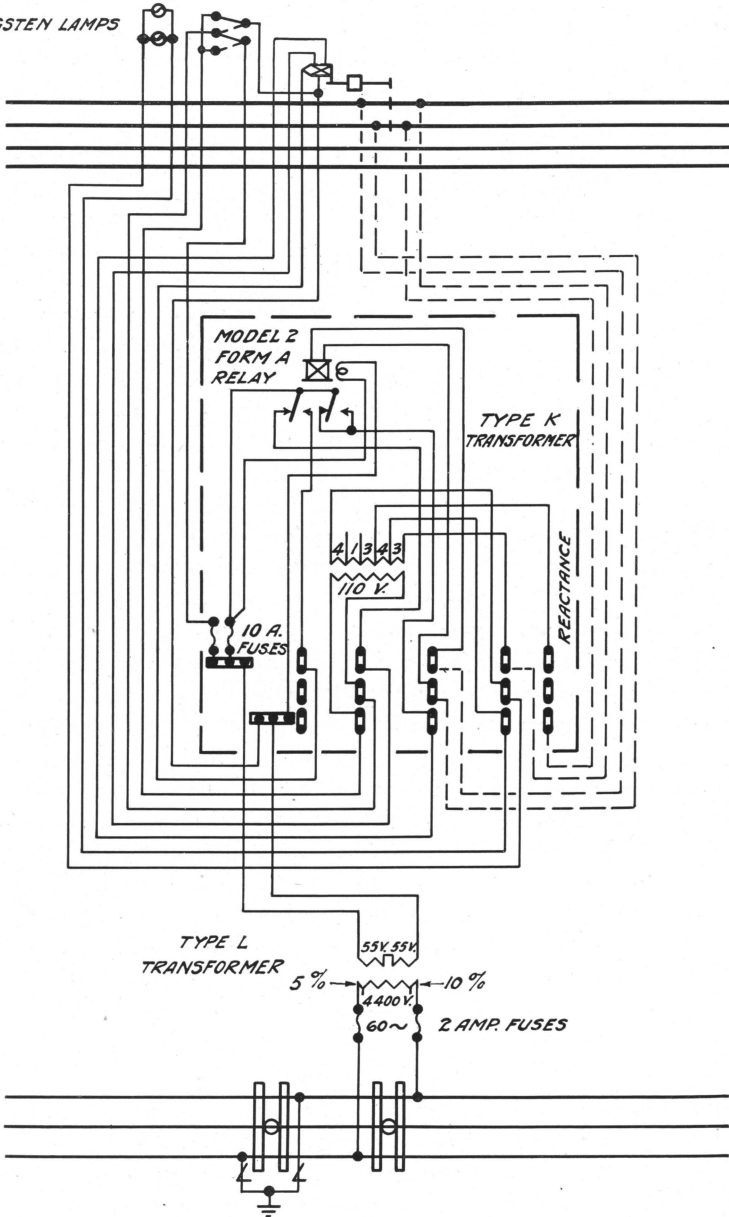 LAMPS
MODEL 2
FORM A
RELAY
TYPE K
TRANSFORMER
4 1 3 4 3
110 V.
REACTANCE
10 A.
FUSES
TYPE L
TRANSFORMER
55V. 55V.
5 %
10 %
4400 V.
60~
2 AMP. FUSES